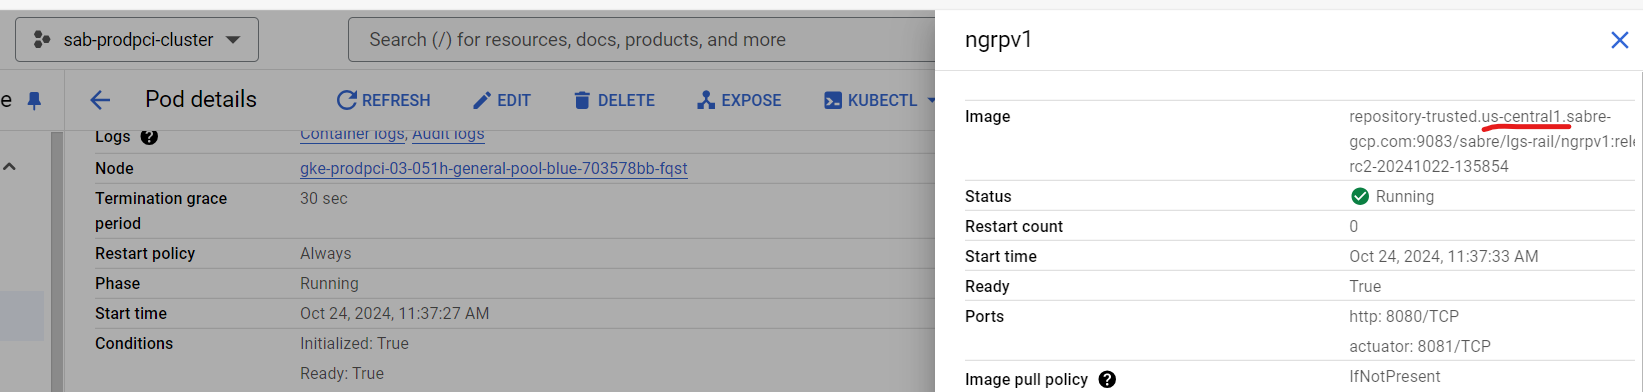 sab-prodpci-cluster
Search (/) for resources, docs, products, and more
e
Pod details
REFRESH
EDIT
DELETE
EXPOSE
KUBECTL
Logs
Container logs, Audit logs
Node
gke-prodpci-03-051h-general-pool-blue-703578bb-fqst
Termination grace
period
30 sec
Restart policy
Always
Phase
Running
Start time
Oct 24, 2024, 11:37:27 AM
Conditions
Initialized: True
Ready: True
ngrpv1
Image
repository-trusted.us-central1.sabre-
gcp.com:9083/sabre/lgs-rail/ngrpv1:rele
rc2-20241022-135854
Status
Running
Restart count
0
Start time
Oct 24, 2024, 11:37:33 AM
Ready
True
Ports
http: 8080/TCP
actuator: 8081/TCP
Image pull policy
IfNotPresent